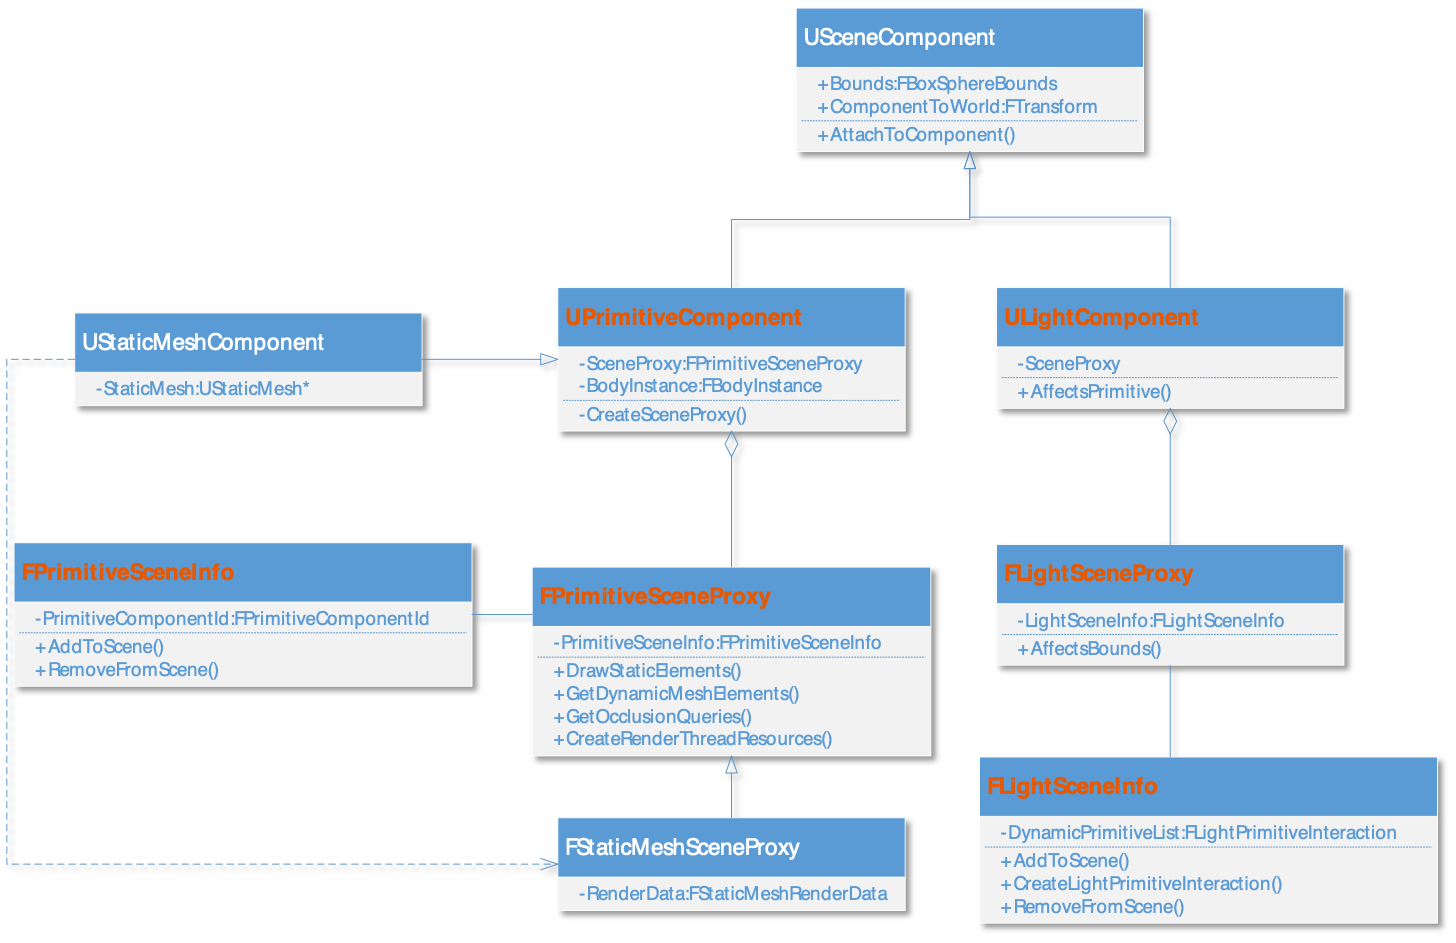 USceneComponent
+Bounds:FBoxSphereBounds
+ComponentToWorld:FTransform
+AttachToComponent()
UPrimitiveComponent
-SceneProxy:FPrimitiveSceneProxy
-BodyInstance:FBodyInstance
-CreateSceneProxy()
ULightComponent
-SceneProxy
+AffectsPrimitive()
UStaticMeshComponent
-StaticMesh:UStaticMesh*
FPrimitiveSceneInfo
-PrimitiveComponentId:FPrimitiveComponentId
+AddToScene()
+RemoveFromScene()
FPrimitiveSceneProxy
-PrimitiveSceneInfo:FPrimitiveSceneInfo
+DrawStaticElements()
+GetDynamicMeshElements()
+GetOcclusionQueries()
+CreateRenderThreadResources()
FLightSceneProxy
-LightSceneInfo:FLightSceneInfo
+AffectsBounds()
FLightSceneInfo
-DynamicPrimitiveList:FLightPrimitiveInteraction
+AddToScene()
+CreateLightPrimitiveInteraction()
+RemoveFromScene()
FStaticMeshSceneProxy
-RenderData:FStaticMeshRenderData